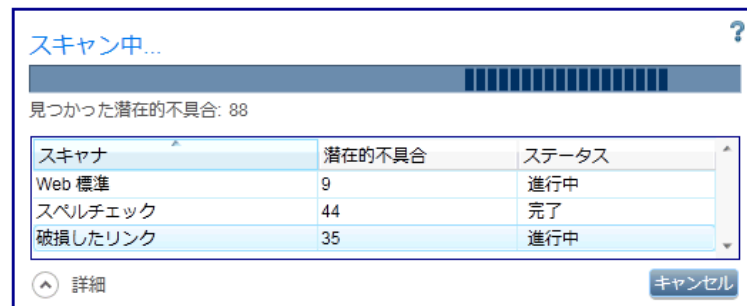 スキャン中...
?
見つかった潜在的不具合: 88
スキャナ 潜在的不具合 ステータス
Web 標準 9 進行中
スペルチェック 44 完了
破損したリンク 35 進行中
詳細 キャンセル